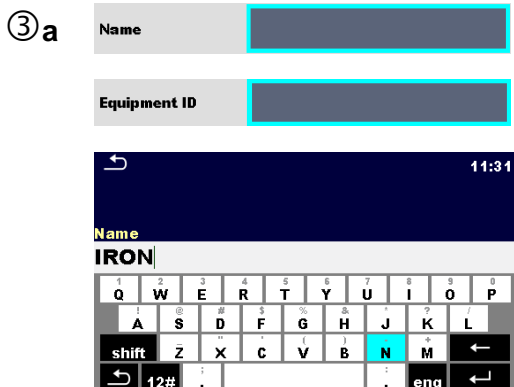 ③a
Name
Equipment ID
11:31
Name
IRON
1 2 3 4 5 6 7 8 9 0
Q W E R T Y U I O P
A S D F G H J K L
shift Z X C V B N M
12# eng